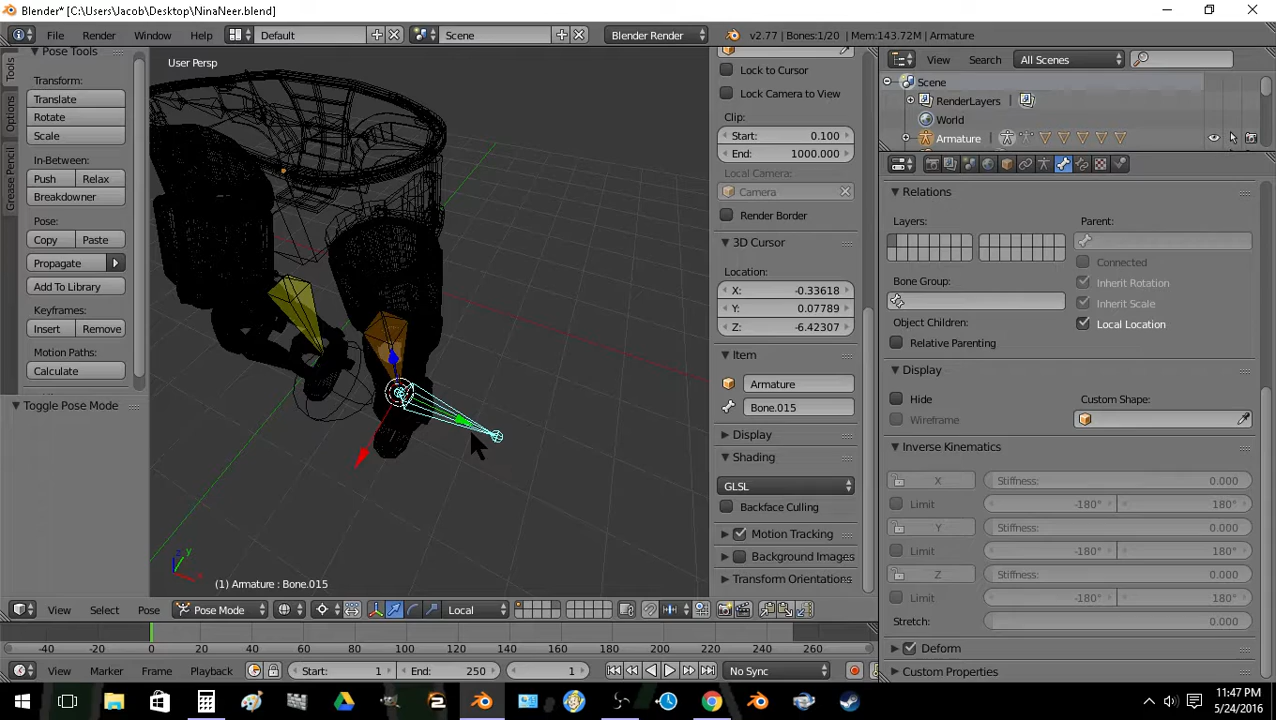 Blender* [C:\Users\Jacob\Desktop\NinaNeer.blend]
File Render Window Help Default Scene Blender Render v2.77 | Bones:1/20 | Mem:143.72M | Armature
Pose Tools
Transform:
Translate
Rotate
Scale
In-Between:
Push Relax
Breakdowner
Pose:
Copy Paste
Propagate
Add To Library
Keyframes:
Insert Remove
Motion Paths:
Calculate
Toggle Pose Mode
Tools
Options
Grease Pencil
User Persp
(1) Armature : Bone.015
View Select Pose Pose Mode Local
Lock to Cursor
Lock Camera to View
Clip:
Start: 0.100
End: 1000.000
Local Camera:
Camera
Render Border
3D Cursor
Location:
X: -0.33618
Y: 0.07789
Z: -6.42307
Item
Armature
Bone.015
Display
Shading
GLSL
Backface Culling
Motion Tracking
Background Images
Transform Orientations
View Search All Scenes
Scene
RenderLayers
World
Armature
Relations
Layers: Parent:
Connected
Bone Group: Inherit Rotation
Inherit Scale
Object Children: Local Location
Relative Parenting
Display
Hide Custom Shape:
Wireframe
Inverse Kinematics
X Stiffness: 0.000
Limit -180° 180°
Y Stiffness: 0.000
Limit -180° 180°
Z Stiffness: 0.000
Limit -180° 180°
Stretch: 0.000
Deform
Custom Properties
-40 -20 0 20 40 60 80 100 120 140 160 180 200 220 240 260 280
View Marker Frame Playback Start: 1 End: 250 1 No Sync
11:47 PM
5/24/2016